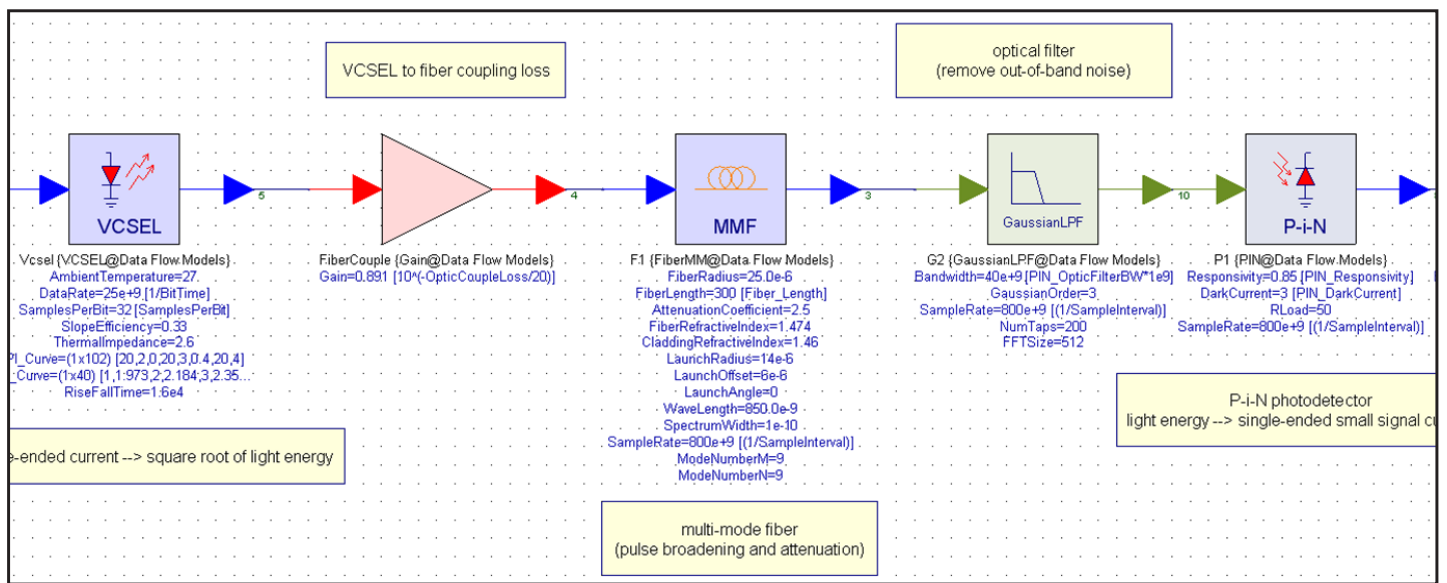 VCSEL to fiber coupling loss
optical filter
(remove out-of-band noise)
VCSEL
5
4
MMF
3
GaussianLPF
10
P-i-N
Vcsel {VCSEL@Data Flow Models}
AmbientTemperature=27
DataRate=25e+9 [1/BitTime]
SamplesPerBit=32 [SamplesPerBit]
SlopeEfficiency=0.33
ThermalImpedance=2.6
PI_Curve=(1x102) [20,2,0,20,3,0.4,20,4]
_Curve=(1x40) [1,1.973,2,2.184,3,2.35...
RiseFallTime=1.6e4
FiberCouple {Gain@Data Flow Models}
Gain=0.891 [10^(-OpticCoupleLoss/20)]
F1 {FiberMM@Data Flow Models}
FiberRadius=25.0e-6
FiberLength=300 [Fiber_Length]
AttenuationCoefficient=2.5
FiberRefractiveIndex=1.474
CladdingRefractiveIndex=1.46
LaunchRadius=14e-6
LaunchOffset=6e-6
LaunchAngle=0
WaveLength=850.0e-9
SpectrumWidth=1e-10
SampleRate=800e+9 [(1/SampleInterval)]
ModeNumberM=9
ModeNumberN=9
G2 {GaussianLPF@Data Flow Models}
Bandwidth=40e+9 [PIN_OpticFilterBW*1e9]
GaussianOrder=3
SampleRate=800e+9 [(1/SampleInterval)]
NumTaps=200
FFTSize=512
P1 {PIN@Data Flow Models}
Responsivity=0.85 [PIN_Responsivity]
DarkCurrent=3 [PIN_DarkCurrent]
RLoad=50
SampleRate=800e+9 [(1/SampleInterval)]
e-ended current --> square root of light energy
multi-mode fiber
(pulse broadening and attenuation)
P-i-N photodetector
light energy --> single-ended small signal cu